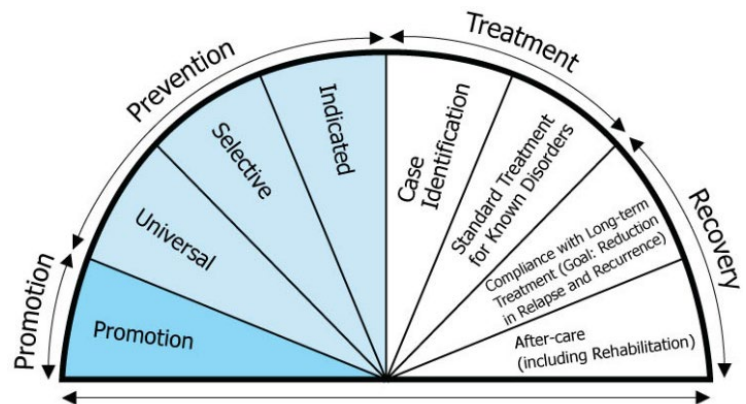 Promotion
Prevention
Treatment
Recovery
Promotion
Universal
Selective
Indicated
Case
Identification
Standard Treatment
for Known Disorders
Compliance with Long-term
Treatment (Goal: Reduction
in Relapse and Recurrence)
After-care
(including Rehabilitation)